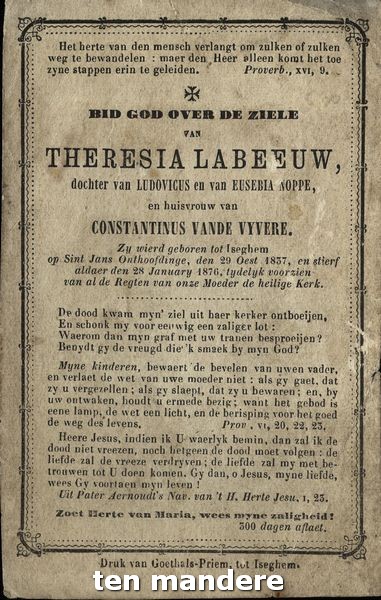 Het herte van den mensch verlangt om zulken of zulken
weg te bewandelen : maer den Heer alleen komt het toe
zyne stappen erin te geleiden. Proverb., XVI, 9.
BID GOD OVER DE ZIELE
VAN
THERESIA LABEEUW,
dochter van LUDOVICUS en van EUSEBIA NOPPE,
en huisvrouw van
CONSTANTINUS VANDE VYVERE.
Zy wierd geboren tot Iseghem
op Sint Jans Onthoofdinge, den 29 Oest 1837, en stierf
aldaer den 28 January 1876, tydelyk voorzien
van al de Regten van onze Moeder de heilige Kerk.
De dood kwam myn' ziel uit haer kerker ontboeijen,
En schonk my voor eeuwig een zaliger lot :
Waerom dan myn graf met uw tranen besproeijen?
Benydt gy de vreugd die 'k smaek by myn God?
Myne kinderen, bewaert de bevelen van uwen vader,
en verlaet de wet van uwe moeder niet : als gy gaet, dat
zy u vergezellen ; als gy slaept, dat zy u bewaren ; en, by
uw ontwaken, houdt u ermede bezig; want het gebod is
eene lamp, de wet een licht, en de berisping voor het goed
de weg des levens. Prov, VI, 20, 22, 23.
Heere Jesus, indien ik U waerlyk bemin, dan zal ik de
dood niet vreezen, noch hetgeen de dood moet volgen : de
liefde zal de vreeze verdryven; de liefde zal my met be-
trouwen tot U doen komen. Gy dan, o Jesus, myne liefde,
wees Gy voortaen myn leven !
Uit Pater Aernoudt's Nav. van 't H. Herte Jesu, I, 23.
Zoet Herte van Maria, wees myne zaligheid!
300 dagen aflaet.
Druk van Goethals-Priem, tot Iseghem.
ten mandere